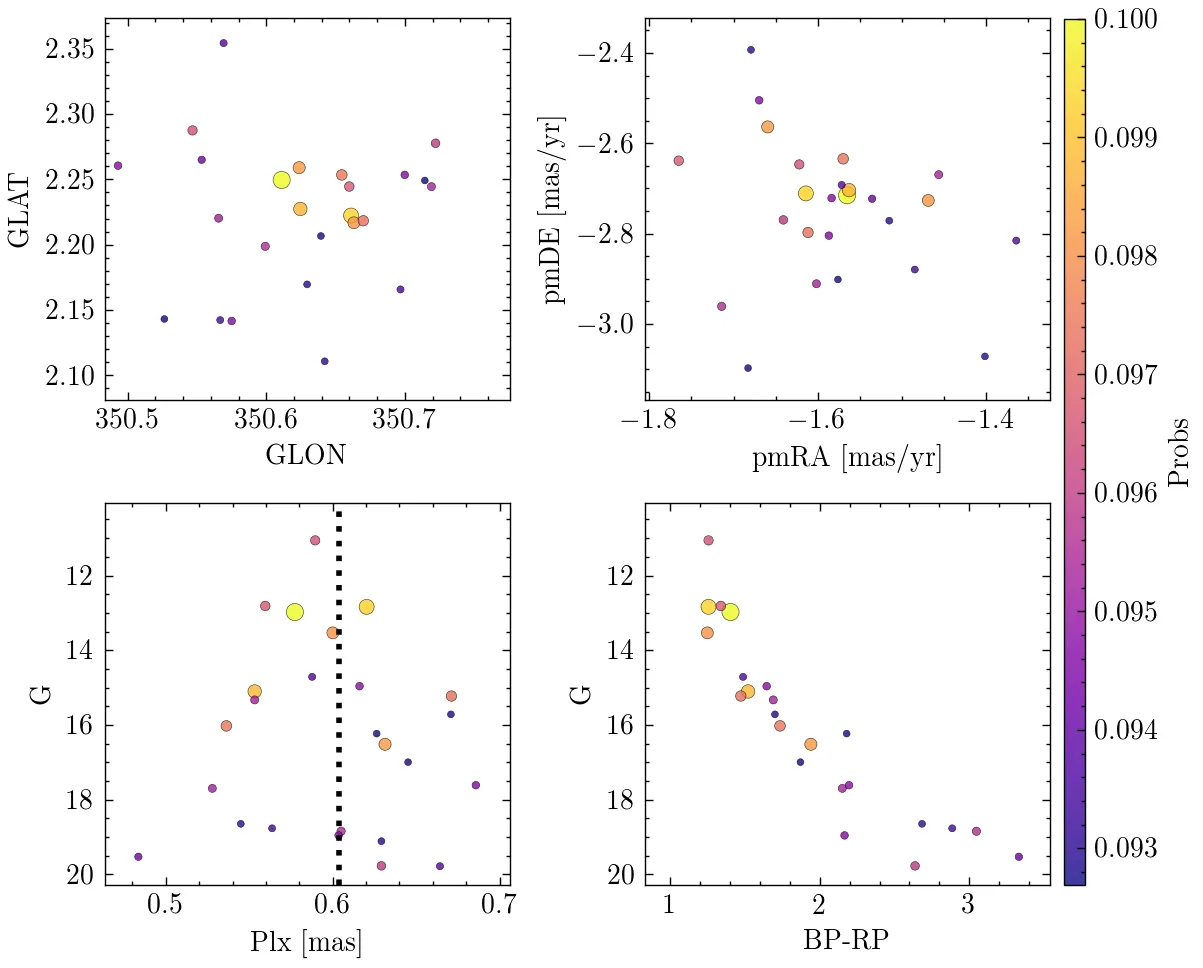 2.35
2.30
2.25
2.20
2.15
2.10
GLAT
350.5 350.6 350.7
GLON
−2.4
−2.6
−2.8
−3.0
pmDE [mas/yr]
−1.8 −1.6 −1.4
pmRA [mas/yr]
12
14
16
18
20
G
0.5 0.6 0.7
Plx [mas]
12
14
16
18
20
G
1 2 3
BP-RP
0.100
0.099
0.098
0.097
0.096
0.095
0.094
0.093
Probs